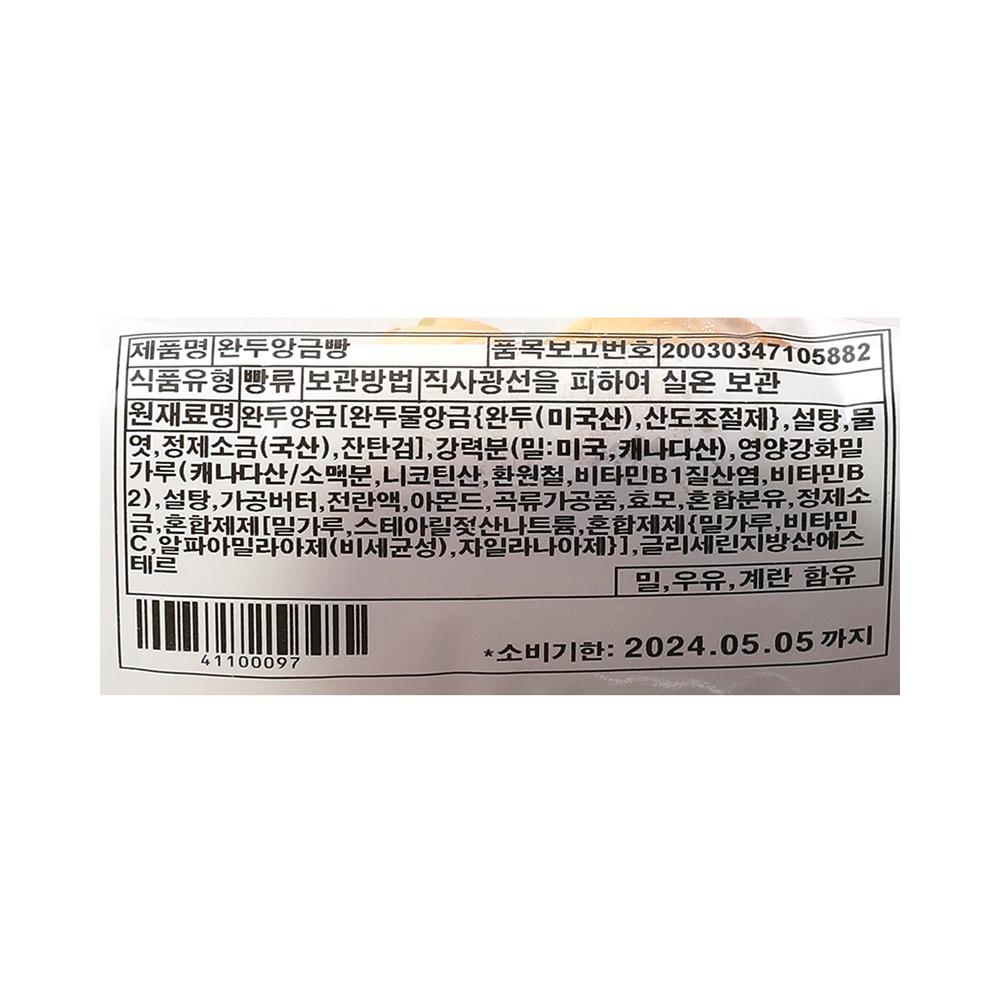 제품명 완두앙금빵 품목보고번호 20030347105882
식품유형 빵류 보관방법 직사광선을 피하여 실온 보관
원재료명 완두앙금[완두물앙금{완두(미국산),산도조절제},설탕,물
엿,정제소금(국산),잔탄검],강력분(밀:미국,캐나다산),영양강화밀
가루(캐나다산/소맥분,니코틴산,환원철,비타민B1질산염,비타민B
2),설탕,가공버터,전란액,아몬드,곡류가공품,효모,혼합분유,정제소
금,혼합제제[밀가루,스테아릴젖산나트륨,혼합제제{밀가루,비타민
C,알파아밀라아제(비세균성),자일라나아제}],글리세린지방산에스
테르
밀,우유,계란 함유
41100097
*소비기한: 2024.05.05 까지